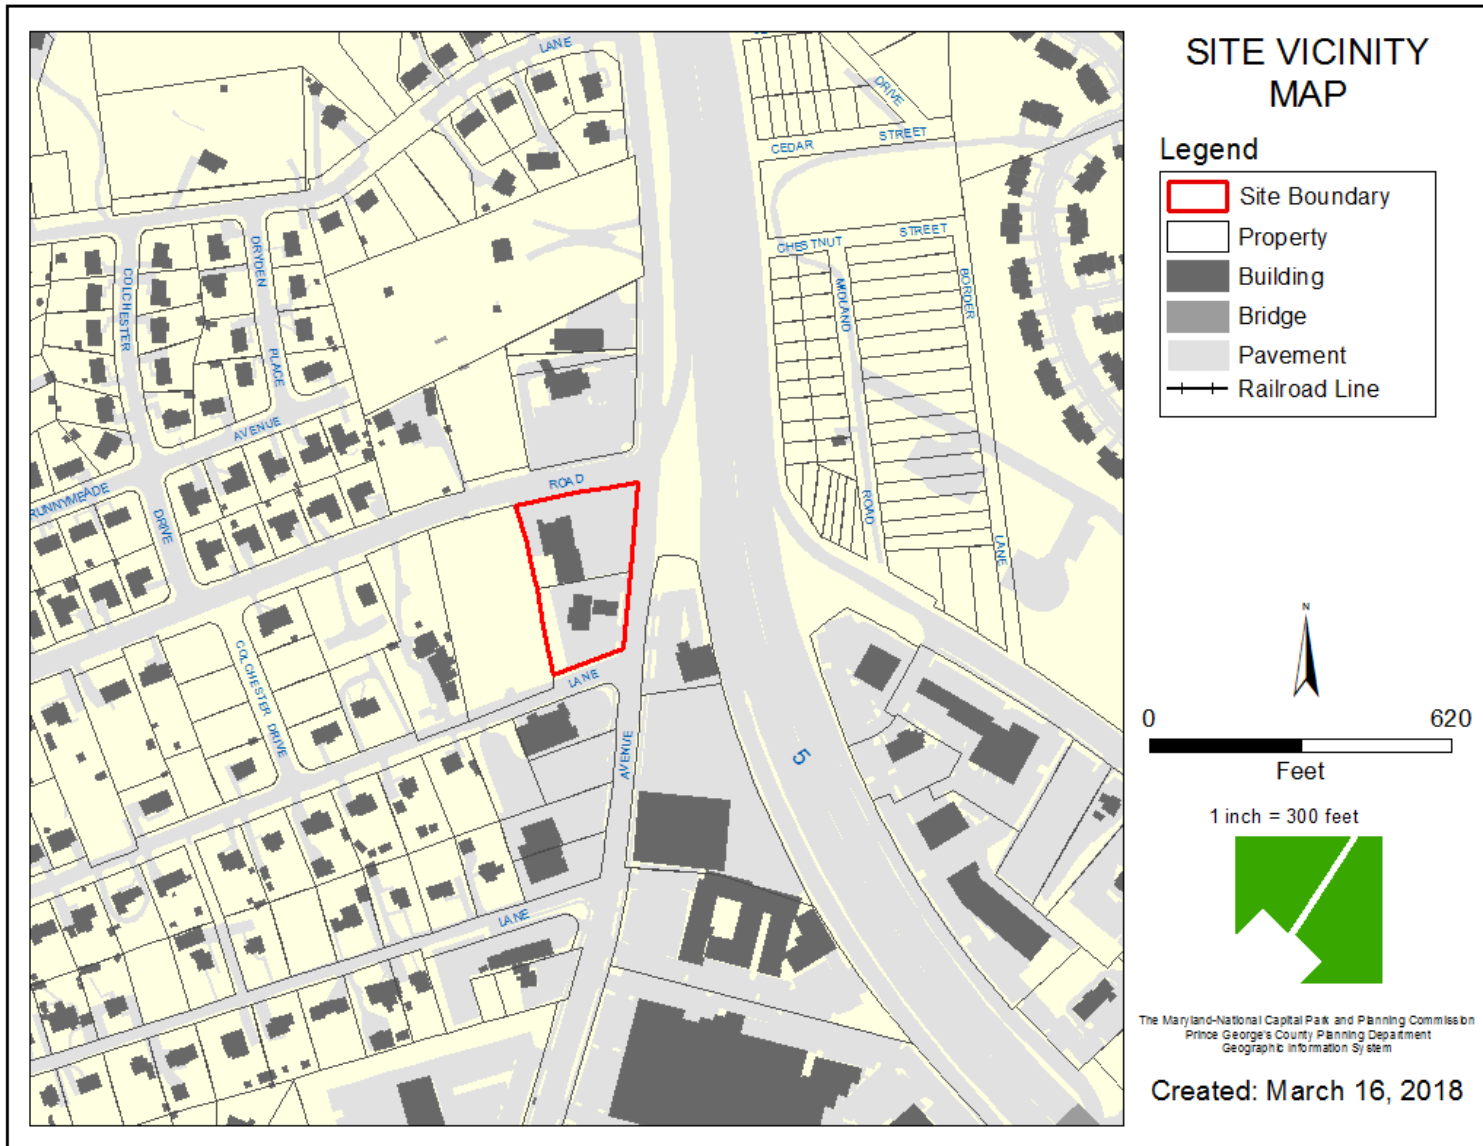 SITE VICINITY
MAP
Legend
Site Boundary
Property
Building
Bridge
Pavement
Railroad Line
N
0 620
Feet
1 inch = 300 feet
The Maryland-National Capital Park and Planning Commission
Prince George's County Planning Department
Geographic Information System
Created: March 16, 2018
LANE
DRIVE
CEDAR STREET
CHESTNUT STREET
DRYDEN
PLACE
COLCHESTER
MIDLAND
ROAD
BORDER
LANE
AVENUE
RUNNYMEADE
DRIVE
ROAD
COLCHESTER DRIVE
LANE
AVENUE
5
LANE